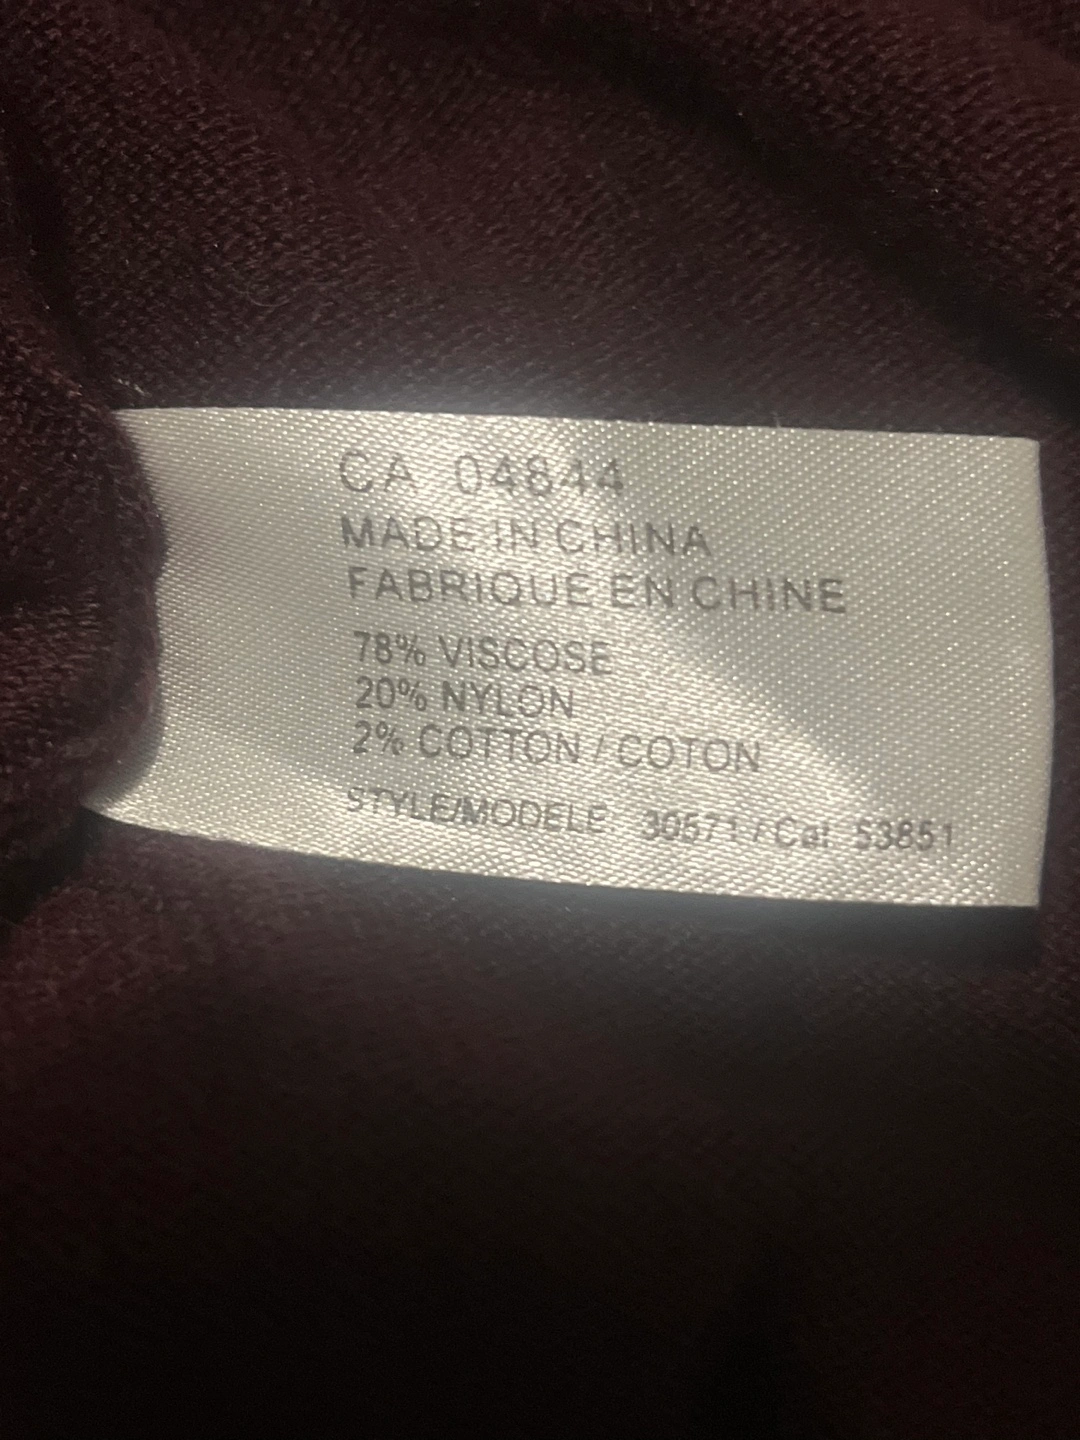 CA 04844
MADE IN CHINA
FABRIQUE EN CHINE
78% VISCOSE
20% NYLON
2% COTTON / COTON
STYLE/MODELE: 30571 / Cat S3851